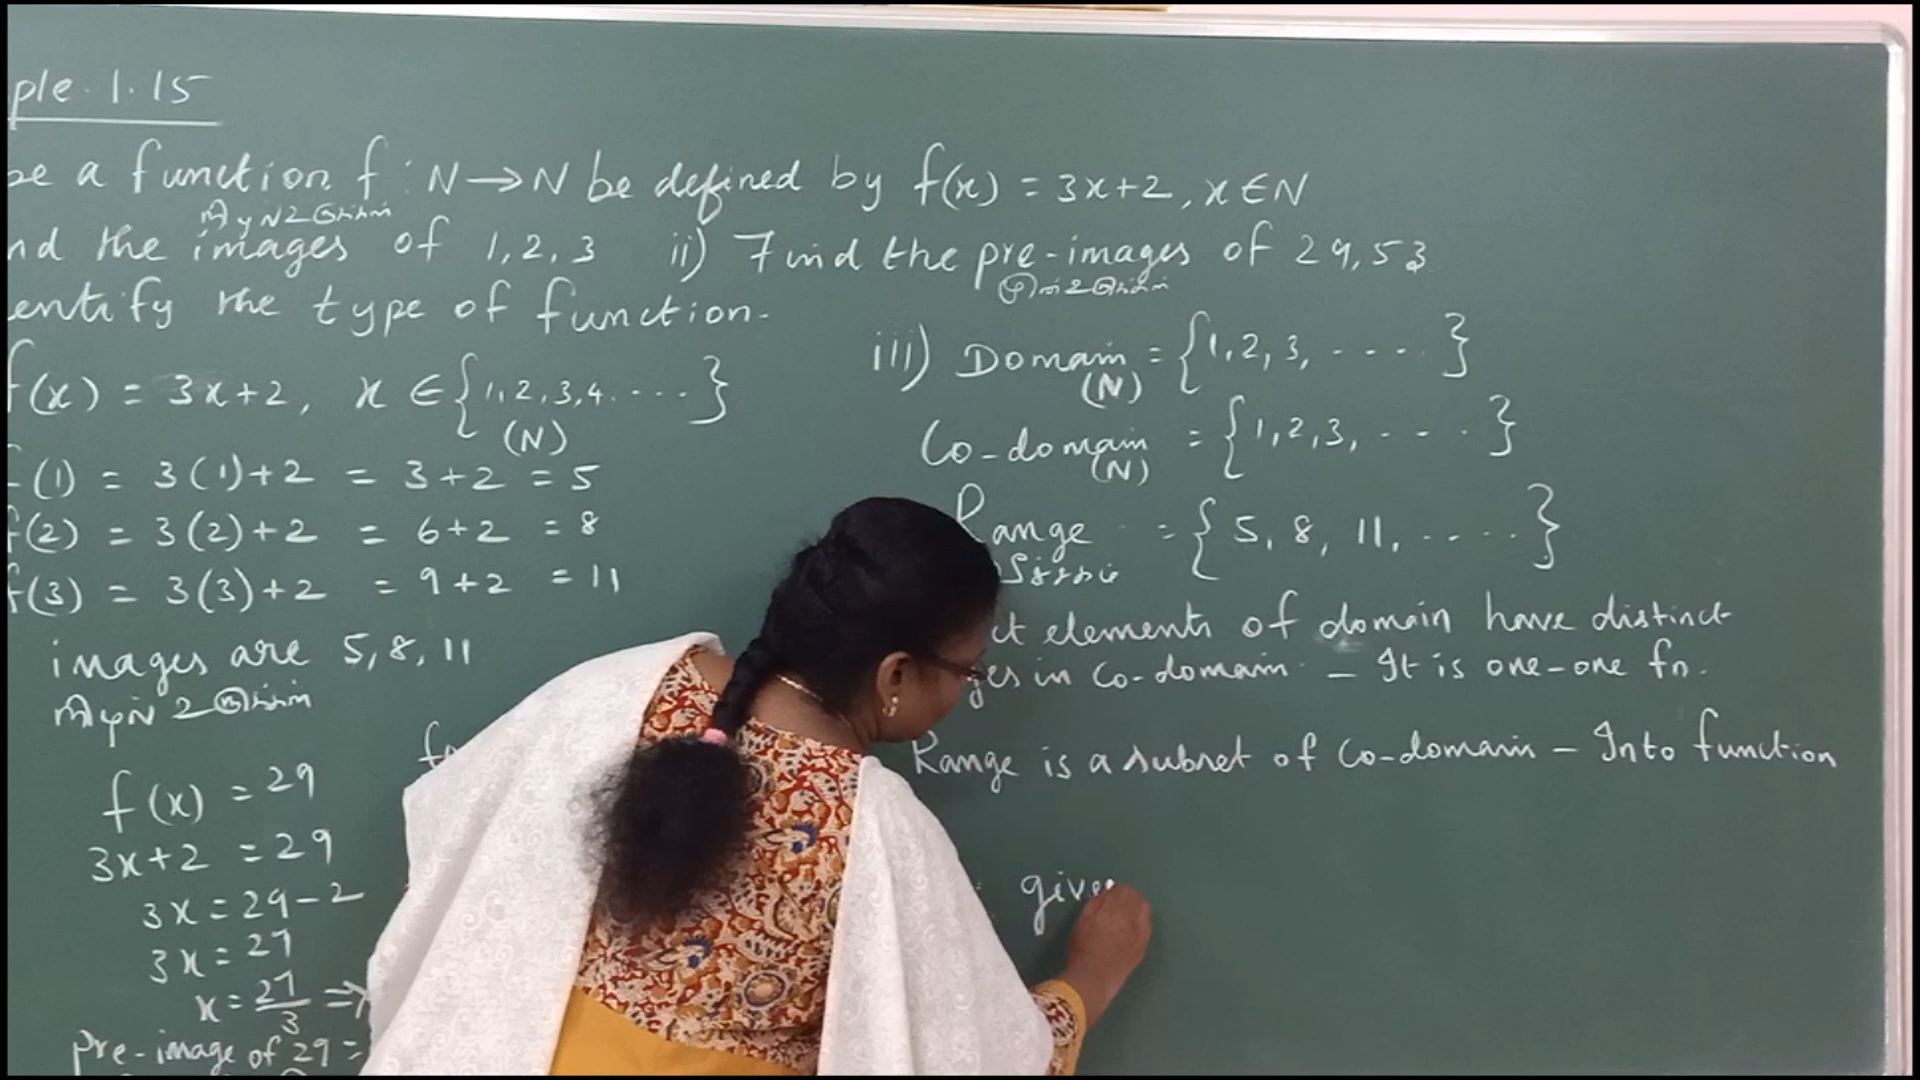 ple. 1.15
be a function f : N→N be defined by f(x) = 3x+2, x ∈ N
nd the images of 1, 2, 3 ii) Find the pre-images of 29, 53
entify the type of function.
f(x) = 3x+2, x ∈ {1, 2, 3, 4. ....}
(N)
f(1) = 3(1)+2 = 3+2 = 5
f(2) = 3(2)+2 = 6+2 = 8
f(3) = 3(3)+2 = 9+2 = 11
images are 5, 8, 11
f(x) = 29
3x+2 = 29
3x = 29-2
3x = 27
x = 27/3 ⇒
pre-image of 29 =
iii) Domain = {1, 2, 3, ....}
(N)
Co-domain = {1, 2, 3, ....}
(N)
Range = {5, 8, 11, .....}
ct elements of domain have distinct
ges in co-domain - It is one-one fn.
Range is a subset of co-domain - Into function
give